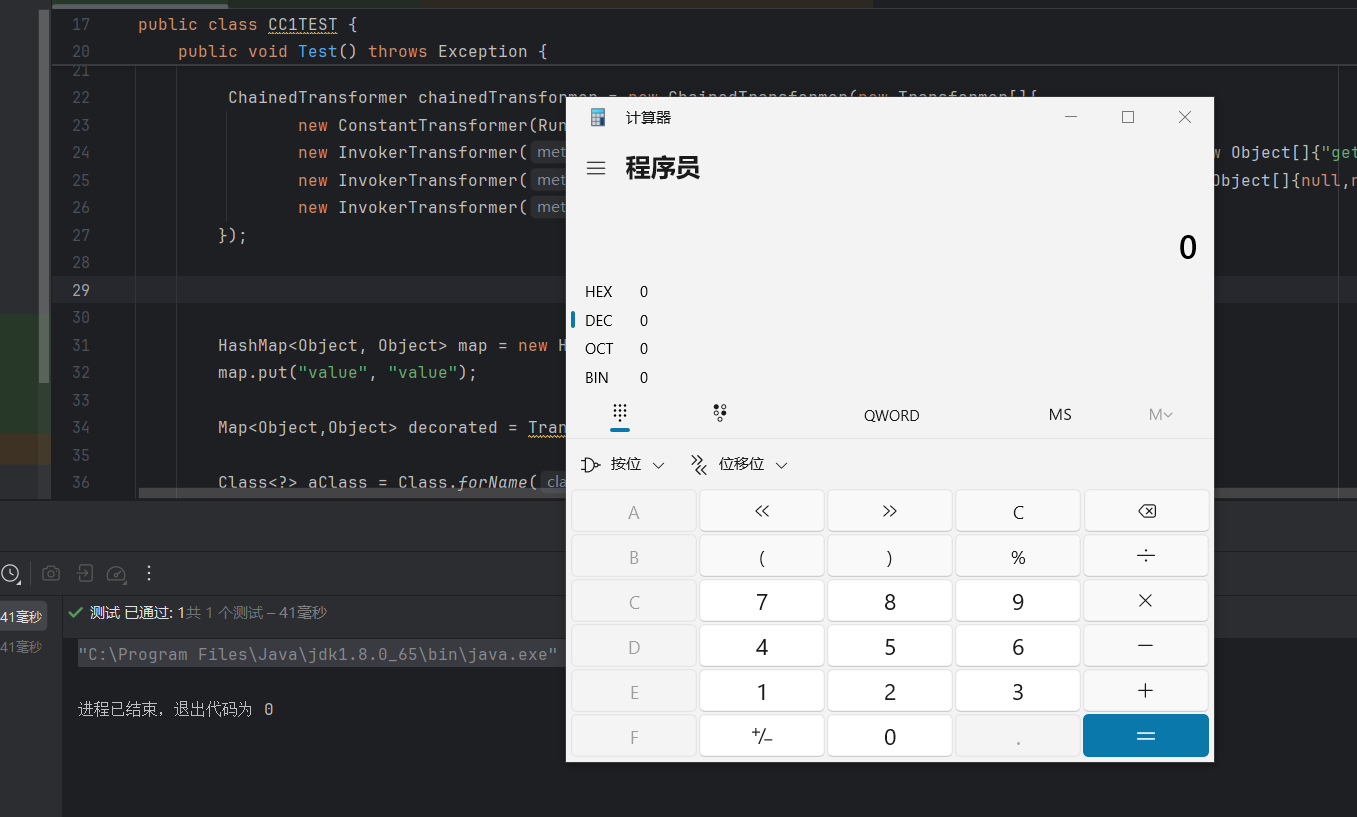 17 public class CC1TEST {
20 public void Test() throws Exception {
21
22 ChainedTransformer chainedTransformer = new ChainedTransformer(new Transformer[]{
23 new ConstantTransformer(Run
24 new InvokerTransformer( met w Object[]{"get
25 new InvokerTransformer( met Object[]{null,n
26 new InvokerTransformer( met
27 });
28
29
30
31 HashMap<Object, Object> map = new H
32 map.put("value", "value");
33
34 Map<Object,Object> decorated = Tran
35
36 Class<?> aClass = Class.forName( cla
41毫秒
41毫秒
测试 已通过: 1共 1 个测试 – 41毫秒
"C:\Program Files\Java\jdk1.8.0_65\bin\java.exe"
进程已结束，退出代码为 0
计算器
程序员
0
HEX 0
DEC 0
OCT 0
BIN 0
QWORD MS M
按位 位移位
A « » C
B ( ) % ÷
C 7 8 9 ×
D 4 5 6 −
E 1 2 3 +
F +/− 0 . =